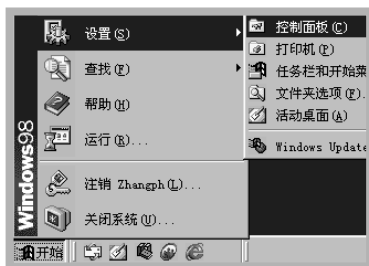 设置(S)
查找(F)
帮助(H)
运行(R)...
注销 Zhangph(L)...
关闭系统(U)...
Windows98
开始
控制面板(C)
打印机(P)
任务栏和开始菜
文件夹选项(F).
活动桌面(A)
Windows Update